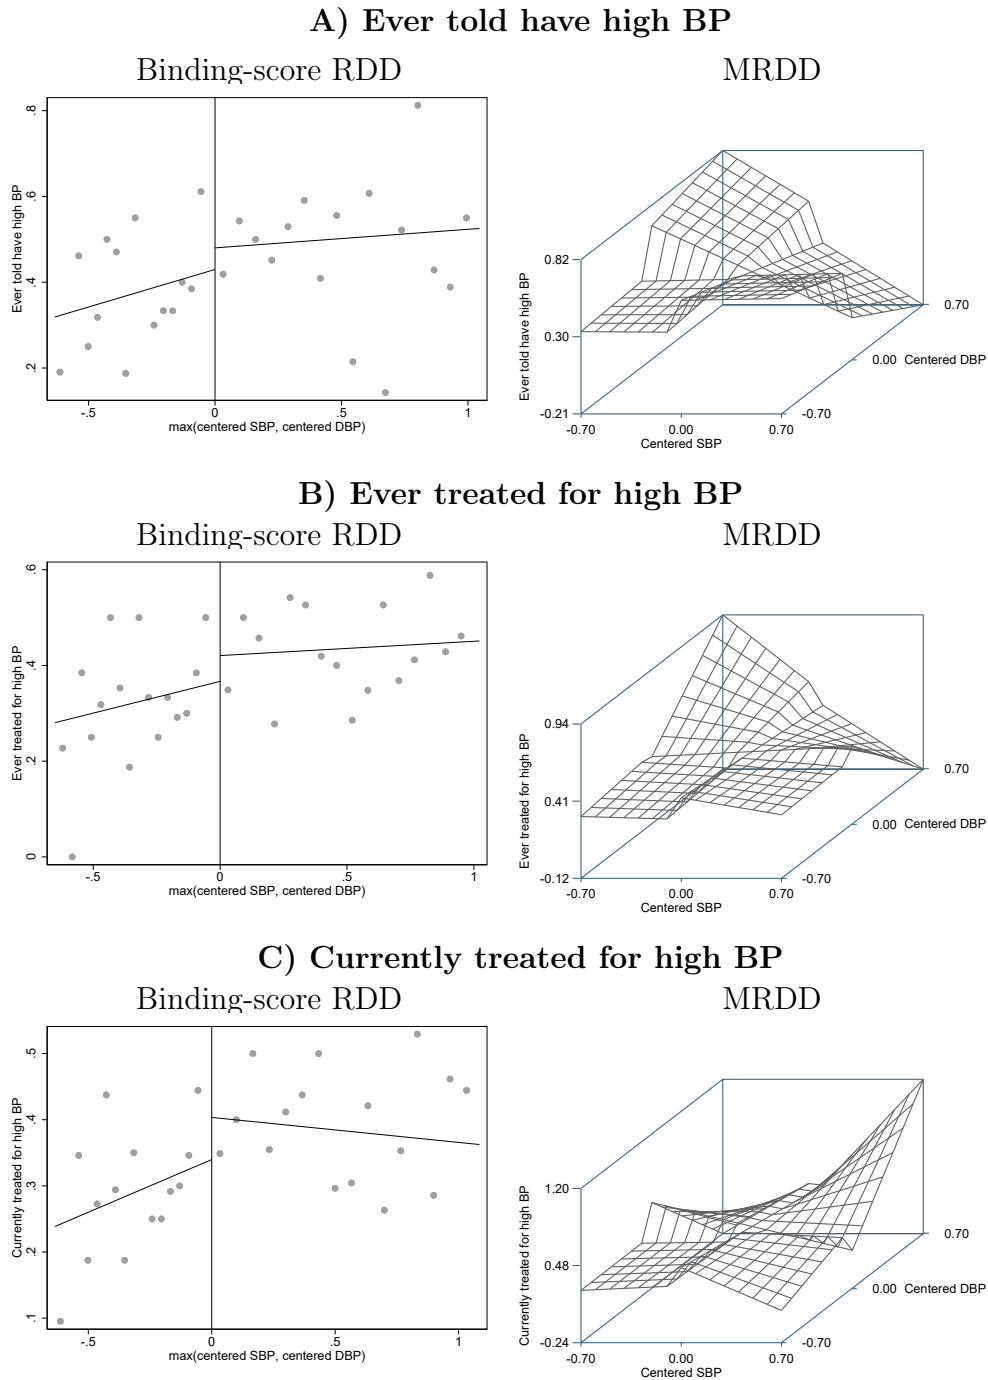 A) Ever told have high BP
Binding-score RDD
MRDD
Ever told have high BP
.8
.6
.4
.2
-.5
0
.5
1
max(centered SBP, centered DBP)
Ever told have high BP
0.82
0.30
-0.21
-0.70
0.00
0.70
Centered SBP
-0.70
0.00 Centered DBP
0.70
B) Ever treated for high BP
Binding-score RDD
MRDD
Ever treated for high BP
.6
.4
.2
0
-.5
0
.5
1
max(centered SBP, centered DBP)
Ever treated for high BP
0.94
0.41
-0.12
-0.70
0.00
0.70
Centered SBP
-0.70
0.00 Centered DBP
0.70
C) Currently treated for high BP
Binding-score RDD
MRDD
Currently treated for high BP
.5
.4
.3
.2
.1
-.5
0
.5
1
max(centered SBP, centered DBP)
Currently treated for high BP
1.20
0.48
-0.24
-0.70
0.00
0.70
Centered SBP
-0.70
0.00 Centered DBP
0.70